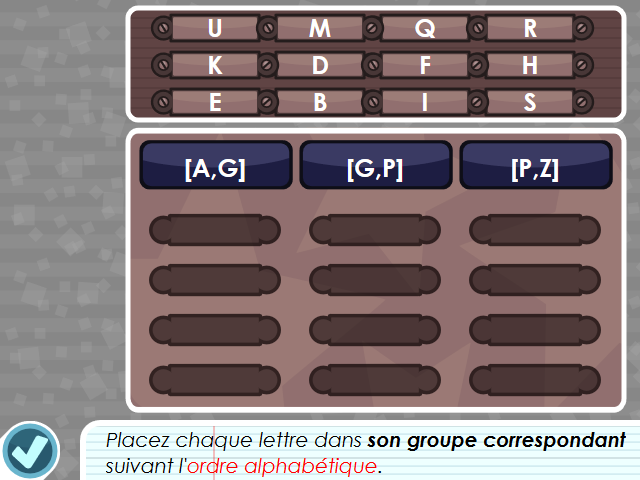 U M Q R
K D F H
E B I S
[A,G] [G,P] [P,Z]
Placez chaque lettre dans son groupe correspondant
suivant l'ordre alphabétique.